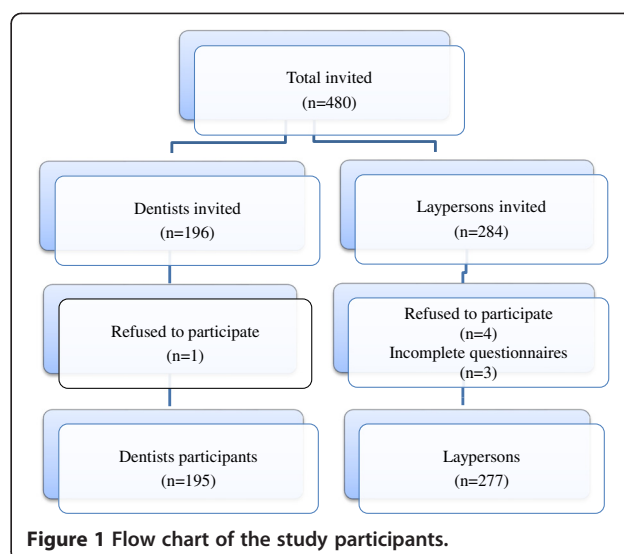 Total invited
(n=480)
Dentists invited
(n=196)
Laypersons invited
(n=284)
Refused to participate
(n=1)
Refused to participate
(n=4)
Incomplete questionnaires
(n=3)
Dentists participants
(n=195)
Laypersons
(n=277)
Figure 1 Flow chart of the study participants.